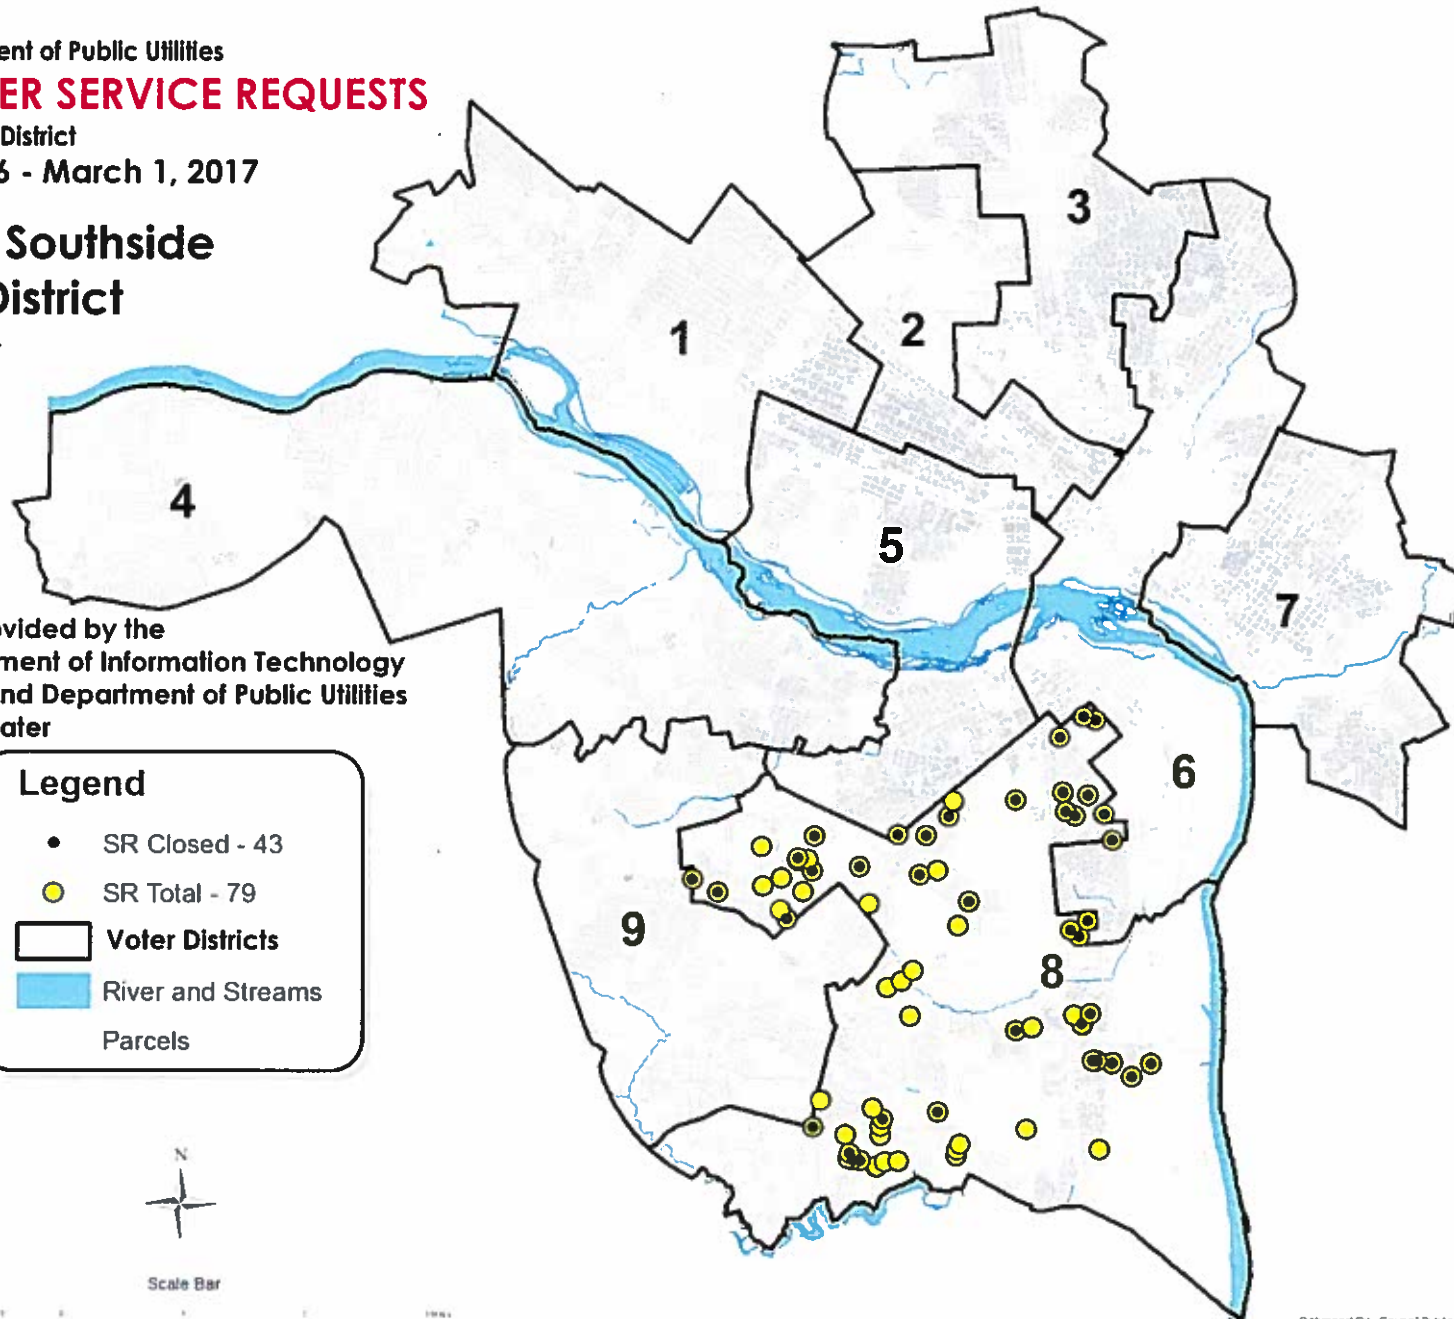 ent of Public Utilities
ER SERVICE REQUESTS
District
6 - March 1, 2017
Southside
District
3
1
2
4
5
7
6
9
8
ovided by the
ment of Information Technology
nd Department of Public Utilities
ater
Legend
SR Closed - 43
SR Total - 79
Voter Districts
River and Streams
Parcels
N
Scale Bar